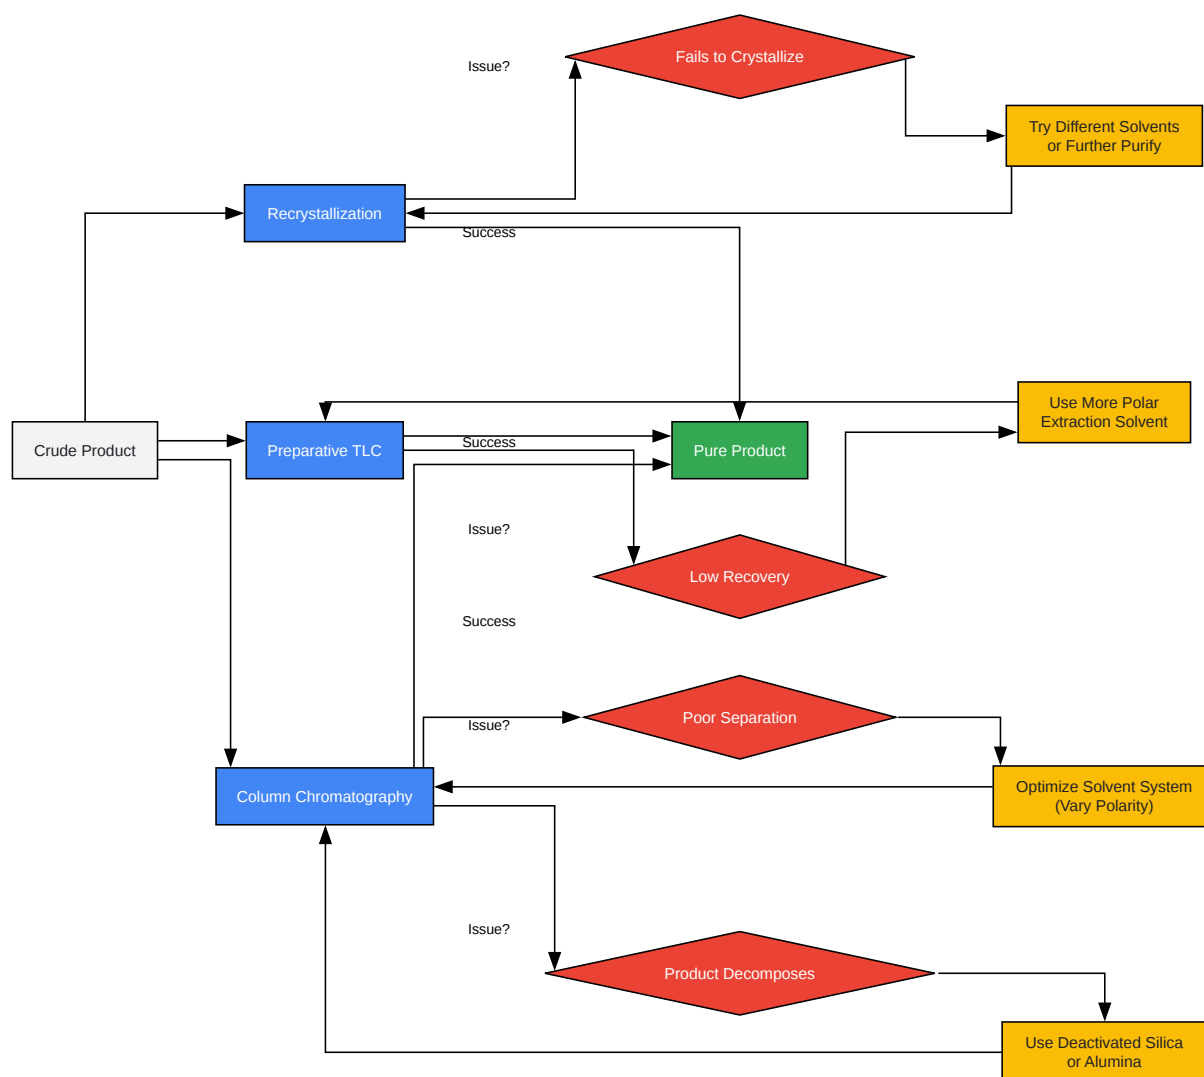 Fails to Crystallize
Issue?
Try Different Solvents
or Further Purify
Recrystallization
Success
Use More Polar
Extraction Solvent
Crude Product
Preparative TLC
Success
Pure Product
Issue?
Low Recovery
Success
Poor Separation
Issue?
Column Chromatography
Optimize Solvent System
(Vary Polarity)
Issue?
Product Decomposes
Use Deactivated Silica
or Alumina